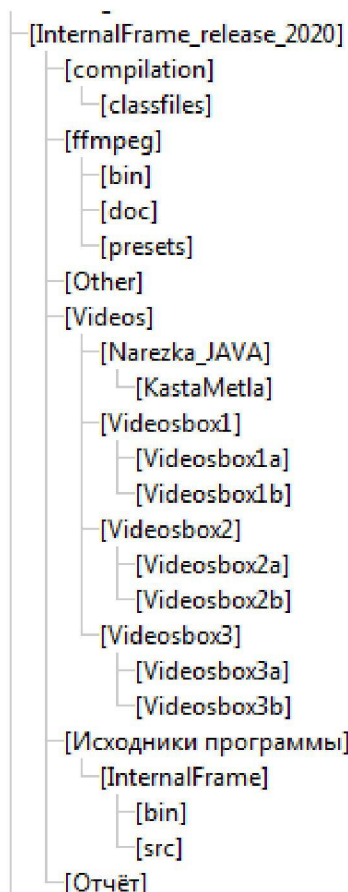 [InternalFrame_release_2020]
[compilation]
[classfiles]
[ffmpeg]
[bin]
[doc]
[presets]
[Other]
[Videos]
[Narezka_JAVA]
[KastaMetla]
[Videosbox1]
[Videosbox1a]
[Videosbox1b]
[Videosbox2]
[Videosbox2a]
[Videosbox2b]
[Videosbox3]
[Videosbox3a]
[Videosbox3b]
[Исходники программы]
[InternalFrame]
[bin]
[src]
[Отчёт]